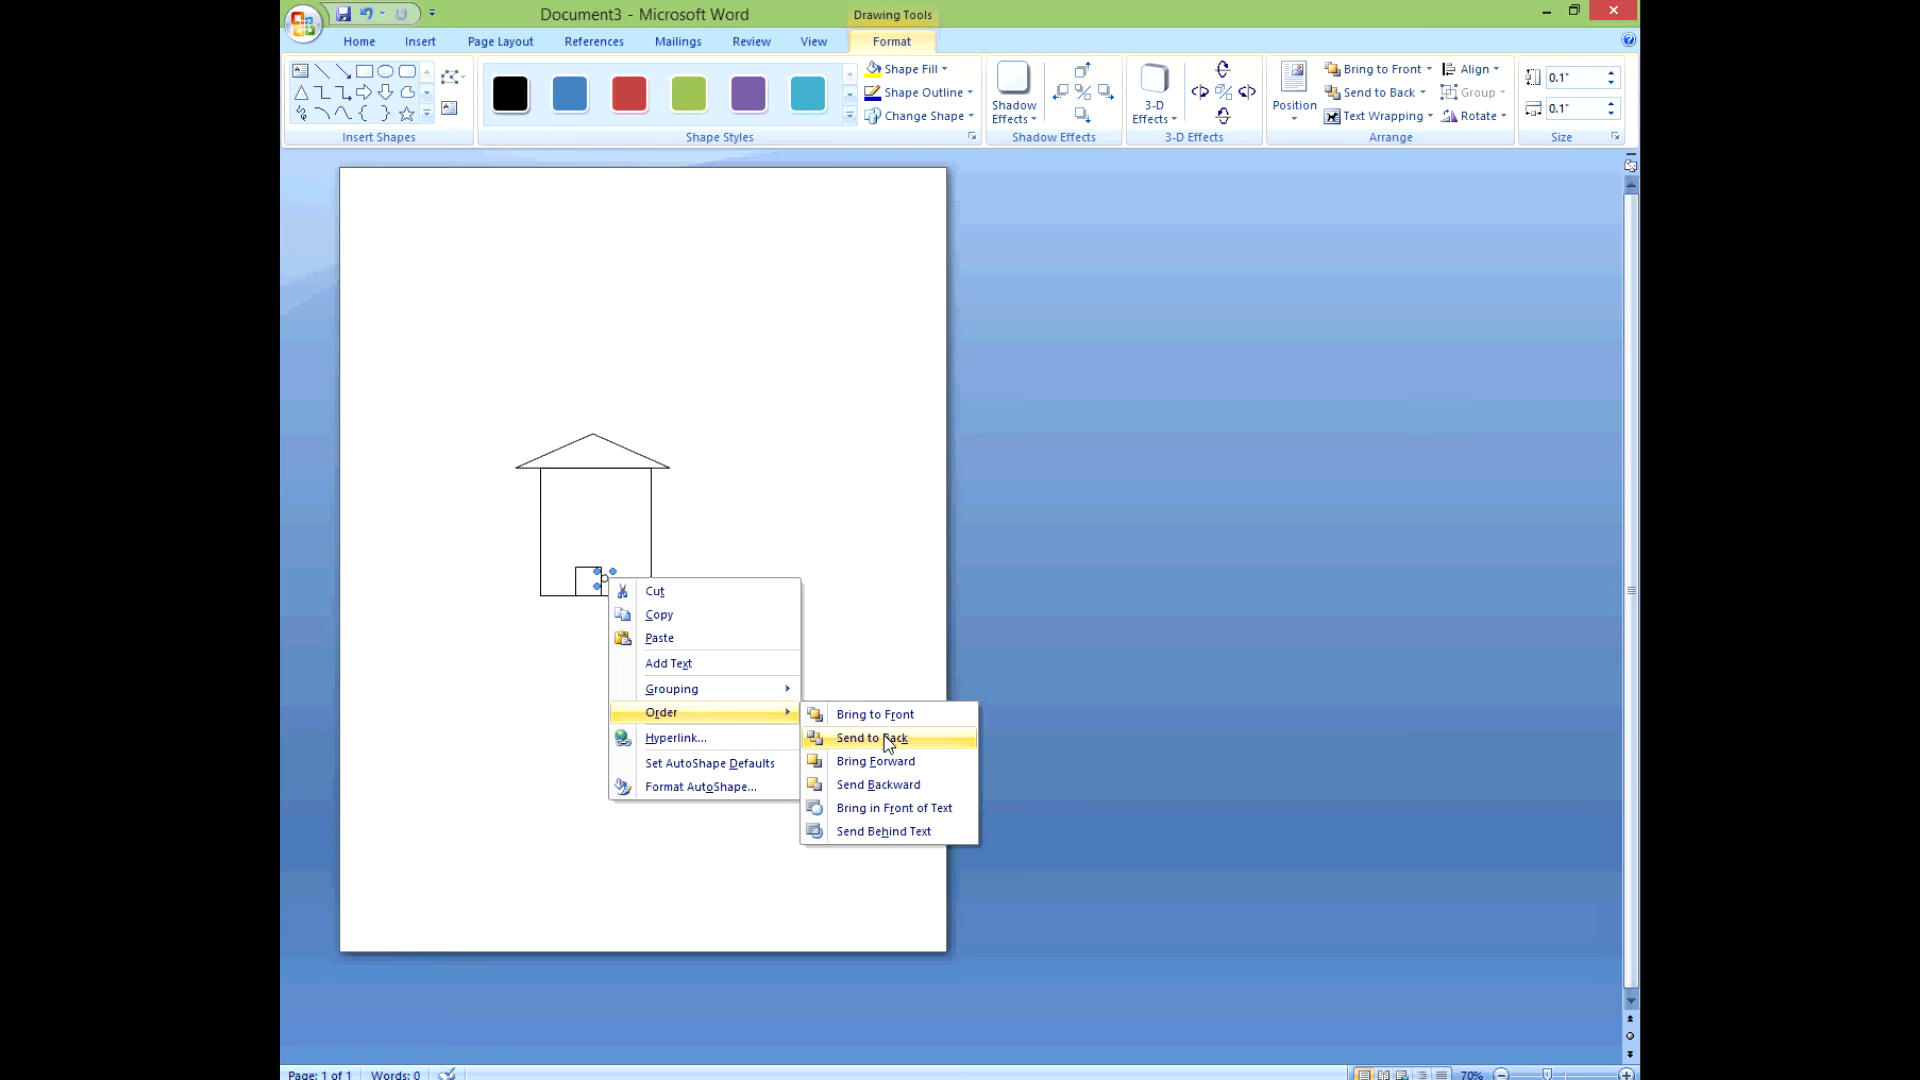 Document3 - Microsoft Word
Drawing Tools
Home Insert Page Layout References Mailings Review View Format
Insert Shapes
Shape Fill
Shape Outline
Change Shape
Shape Styles
Shadow
Effects
Shadow Effects
3-D
Effects
3-D Effects
Position
Bring to Front
Send to Back
Text Wrapping
Align
Group
Rotate
Arrange
0.1"
0.1"
Size
Cut
Copy
Paste
Add Text
Grouping
Order
Hyperlink...
Set AutoShape Defaults
Format AutoShape...
Bring to Front
Send to Back
Bring Forward
Send Backward
Bring in Front of Text
Send Behind Text
Page: 1 of 1 Words: 0 70%